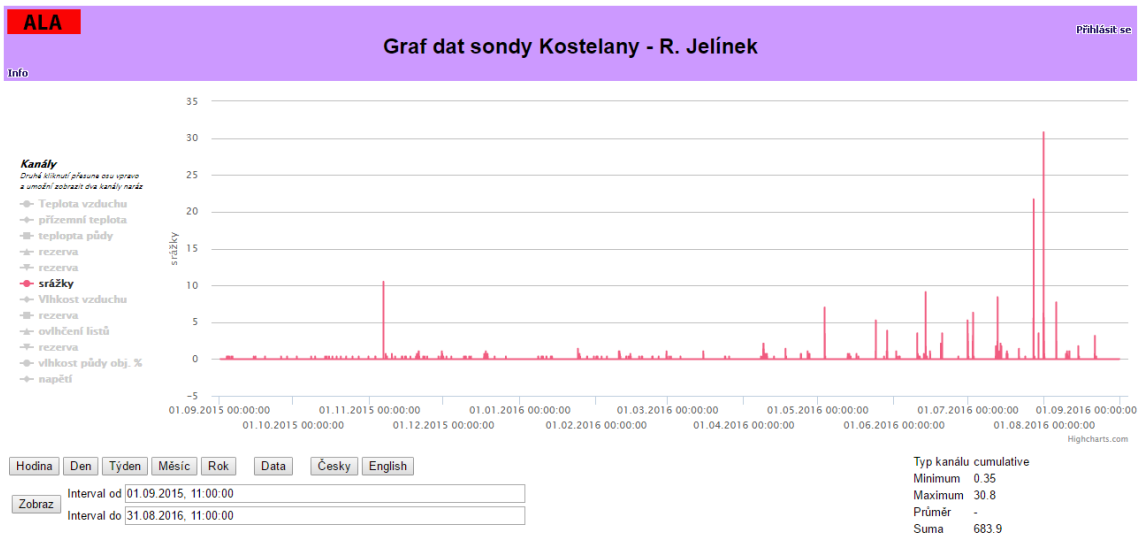 ALA
Graf dat sondy Kostelany - R. Jelínek
Přihlásit se
Info
Kanály
Druhé kliknutí přesune osu vpravo
a umožní zobrazit dva kanály naráz
Teplota vzduchu
přízemní teplota
teplopta půdy
rezerva
rezerva
srážky
Vlhkost vzduchu
rezerva
ovlhčení listů
rezerva
vlhkost půdy obj. %
napětí
srážky
35
30
25
20
15
10
5
0
-5
01.09.2015 00:00:00 01.11.2015 00:00:00 01.01.2016 00:00:00 01.03.2016 00:00:00 01.05.2016 00:00:00 01.07.2016 00:00:00 01.09.2016 00:00:00
01.10.2015 00:00:00 01.12.2015 00:00:00 01.02.2016 00:00:00 01.04.2016 00:00:00 01.06.2016 00:00:00 01.08.2016 00:00:00
Highcharts.com
Hodina Den Týden Měsíc Rok Data Česky English
Zobraz
Interval od 01.09.2015, 11:00:00
Interval do 31.08.2016, 11:00:00
Typ kanálu cumulative
Minimum 0.35
Maximum 30.8
Průměr -
Suma 683.9